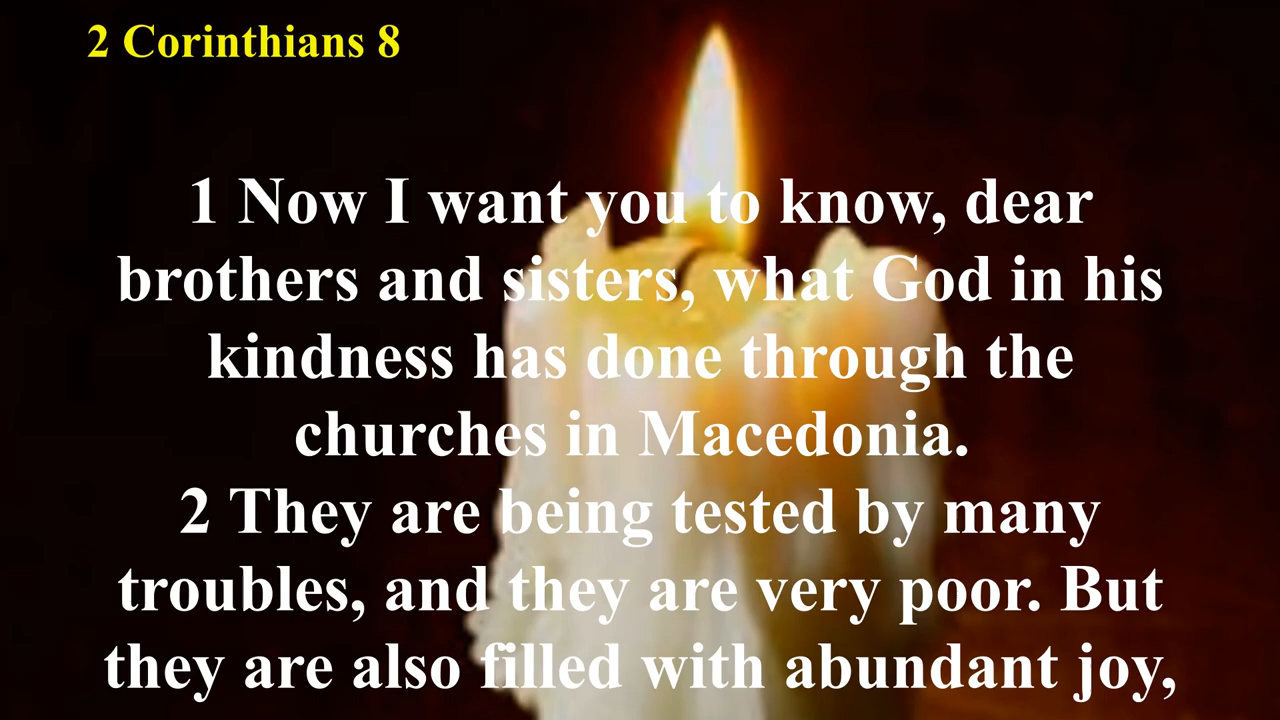 2 Corinthians 8
1 Now I want you to know, dear
brothers and sisters, what God in his
kindness has done through the
churches in Macedonia.
2 They are being tested by many
troubles, and they are very poor. But
they are also filled with abundant joy,